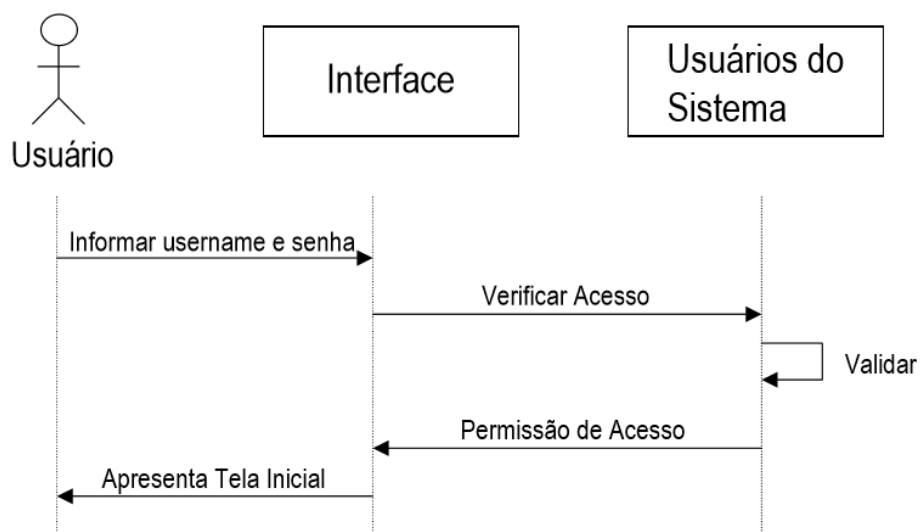 Interface
Usuários do
Sistema
Usuário
Informar username e senha
Verificar Acesso
Validar
Permissão de Acesso
Apresenta Tela Inicial